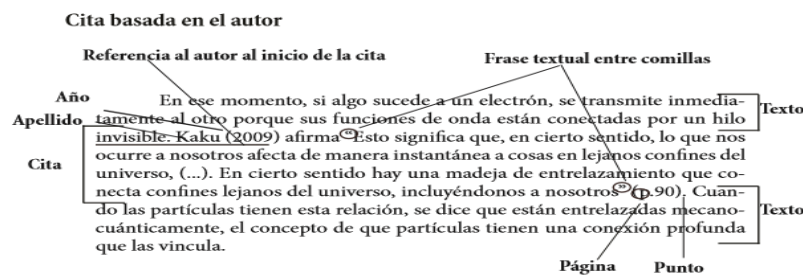 Cita basada en el autor
Referencia al autor al inicio de la cita
Frase textual entre comillas
Año
Apellido
Cita
En ese momento, si algo sucede a un electrón, se transmite inmedia-
tamente al otro porque sus funciones de onda están conectadas por un hilo
invisible. Kaku (2009) afirma “Esto significa que, en cierto sentido, lo que nos
ocurre a nosotros afecta de manera instantánea a cosas en lejanos confines del
universo, (...). En cierto sentido hay una madeja de entrelazamiento que co-
necta confines lejanos del universo, incluyéndonos a nosotros” (p.90). Cuan-
do las partículas tienen esta relación, se dice que están entrelazadas mecano-
cuánticamente, el concepto de que partículas tienen una conexión profunda
que las vincula.
Texto
Texto
Página
Punto